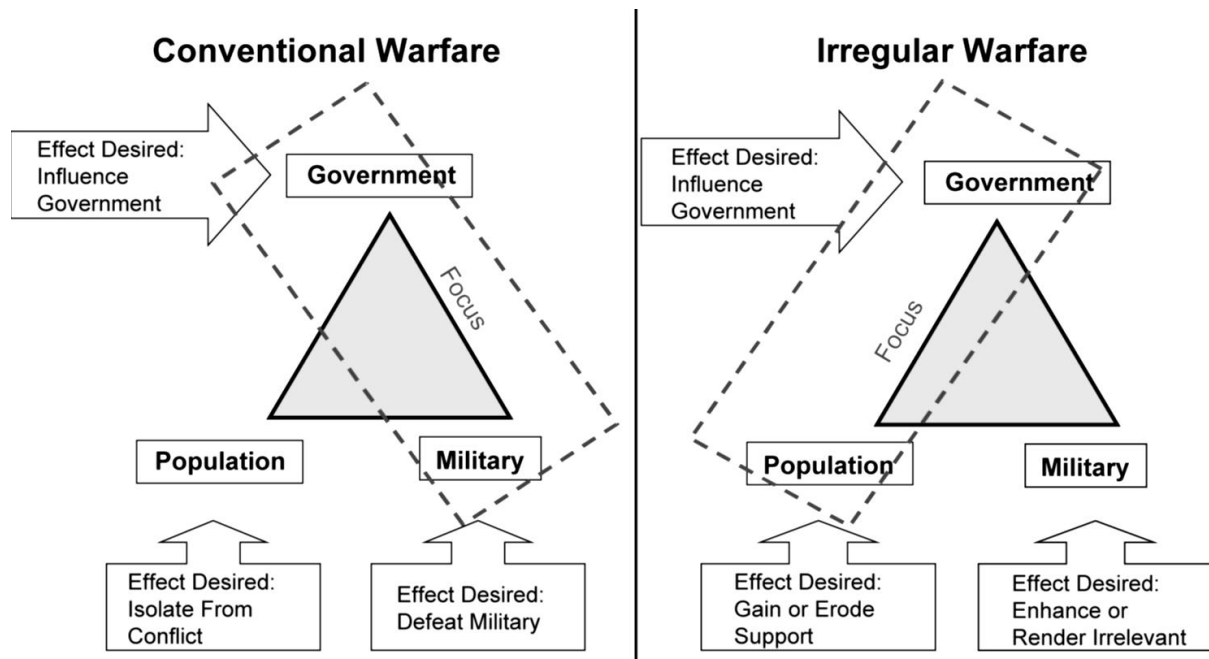 Conventional Warfare
Effect Desired:
Influence
Government
Government
Focus
Population
Military
Effect Desired:
Isolate From
Conflict
Effect Desired:
Defeat Military
Irregular Warfare
Effect Desired:
Influence
Government
Government
Focus
Population
Military
Effect Desired:
Gain or Erode
Support
Effect Desired:
Enhance or
Render Irrelevant